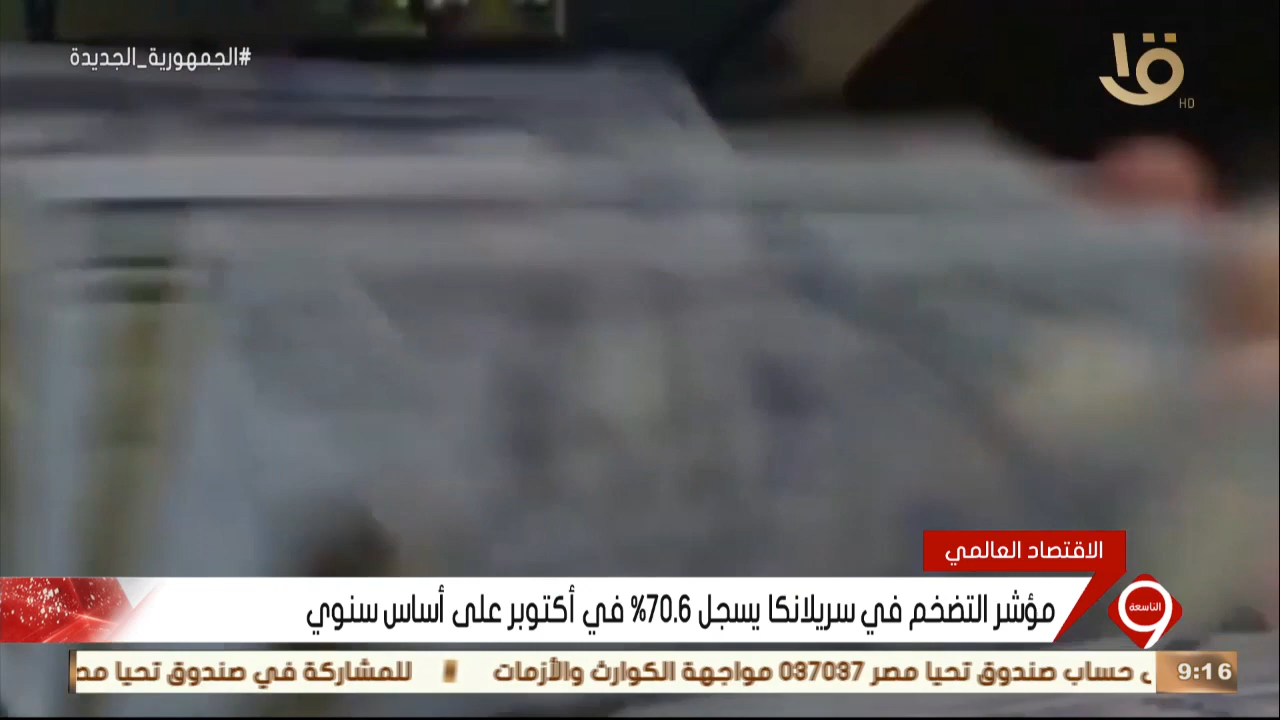 #الجمهورية_الجديدة
HD
الاقتصاد العالمي
مؤشر التضخم في سريلانكا يسجل 70.6% في أكتوبر على أساس سنوي
التاسعة
9
حساب صندوق تحيا مصر 037037 مواجهة الكوارث والأزمات للمشاركة في صندوق تحيا
9:16